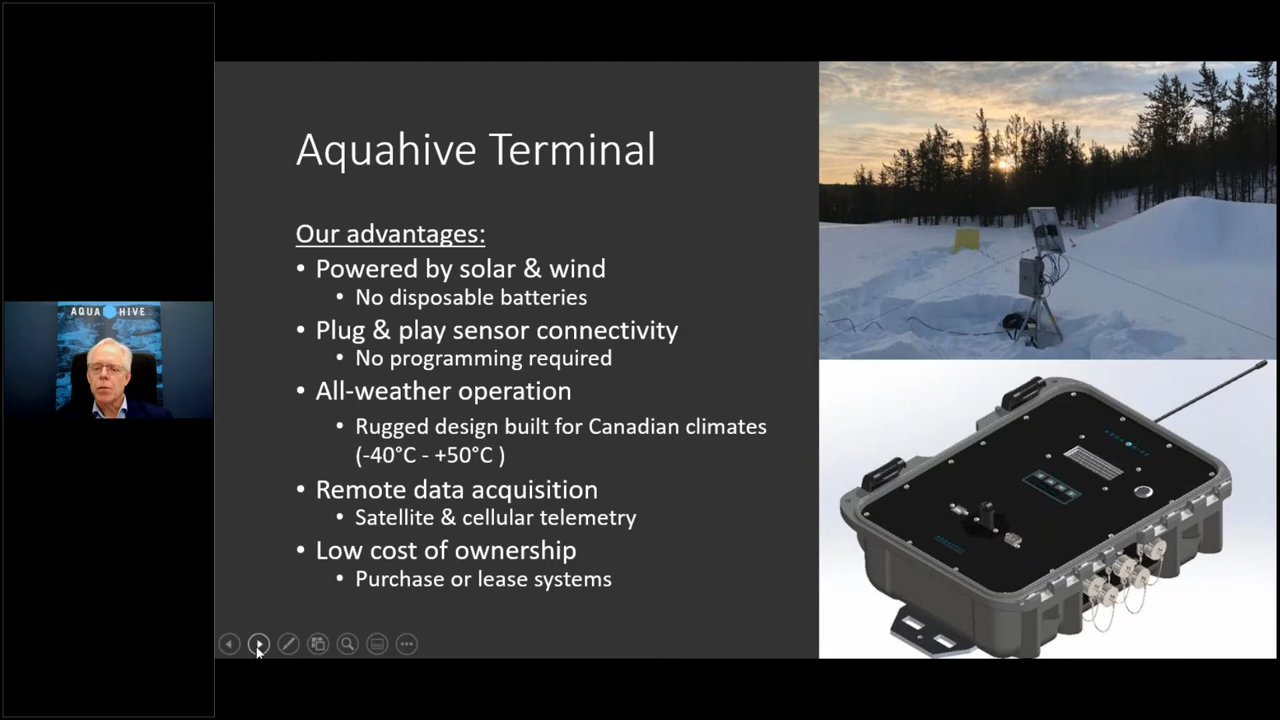 AQUA HIVE
Aquahive Terminal
Our advantages:
• Powered by solar & wind
• No disposable batteries
• Plug & play sensor connectivity
• No programming required
• All-weather operation
• Rugged design built for Canadian climates
(-40°C - +50°C )
• Remote data acquisition
• Satellite & cellular telemetry
• Low cost of ownership
• Purchase or lease systems